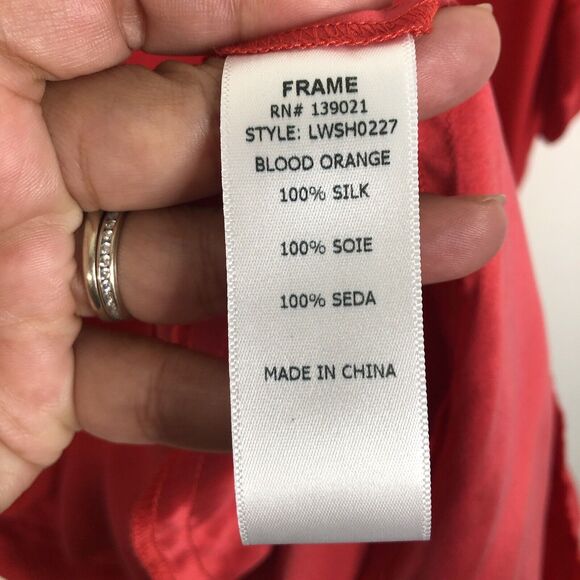 FRAME
RN# 139021
STYLE: LWSH0227
BLOOD ORANGE
100% SILK
100% SOIE
100% SEDA
MADE IN CHINA